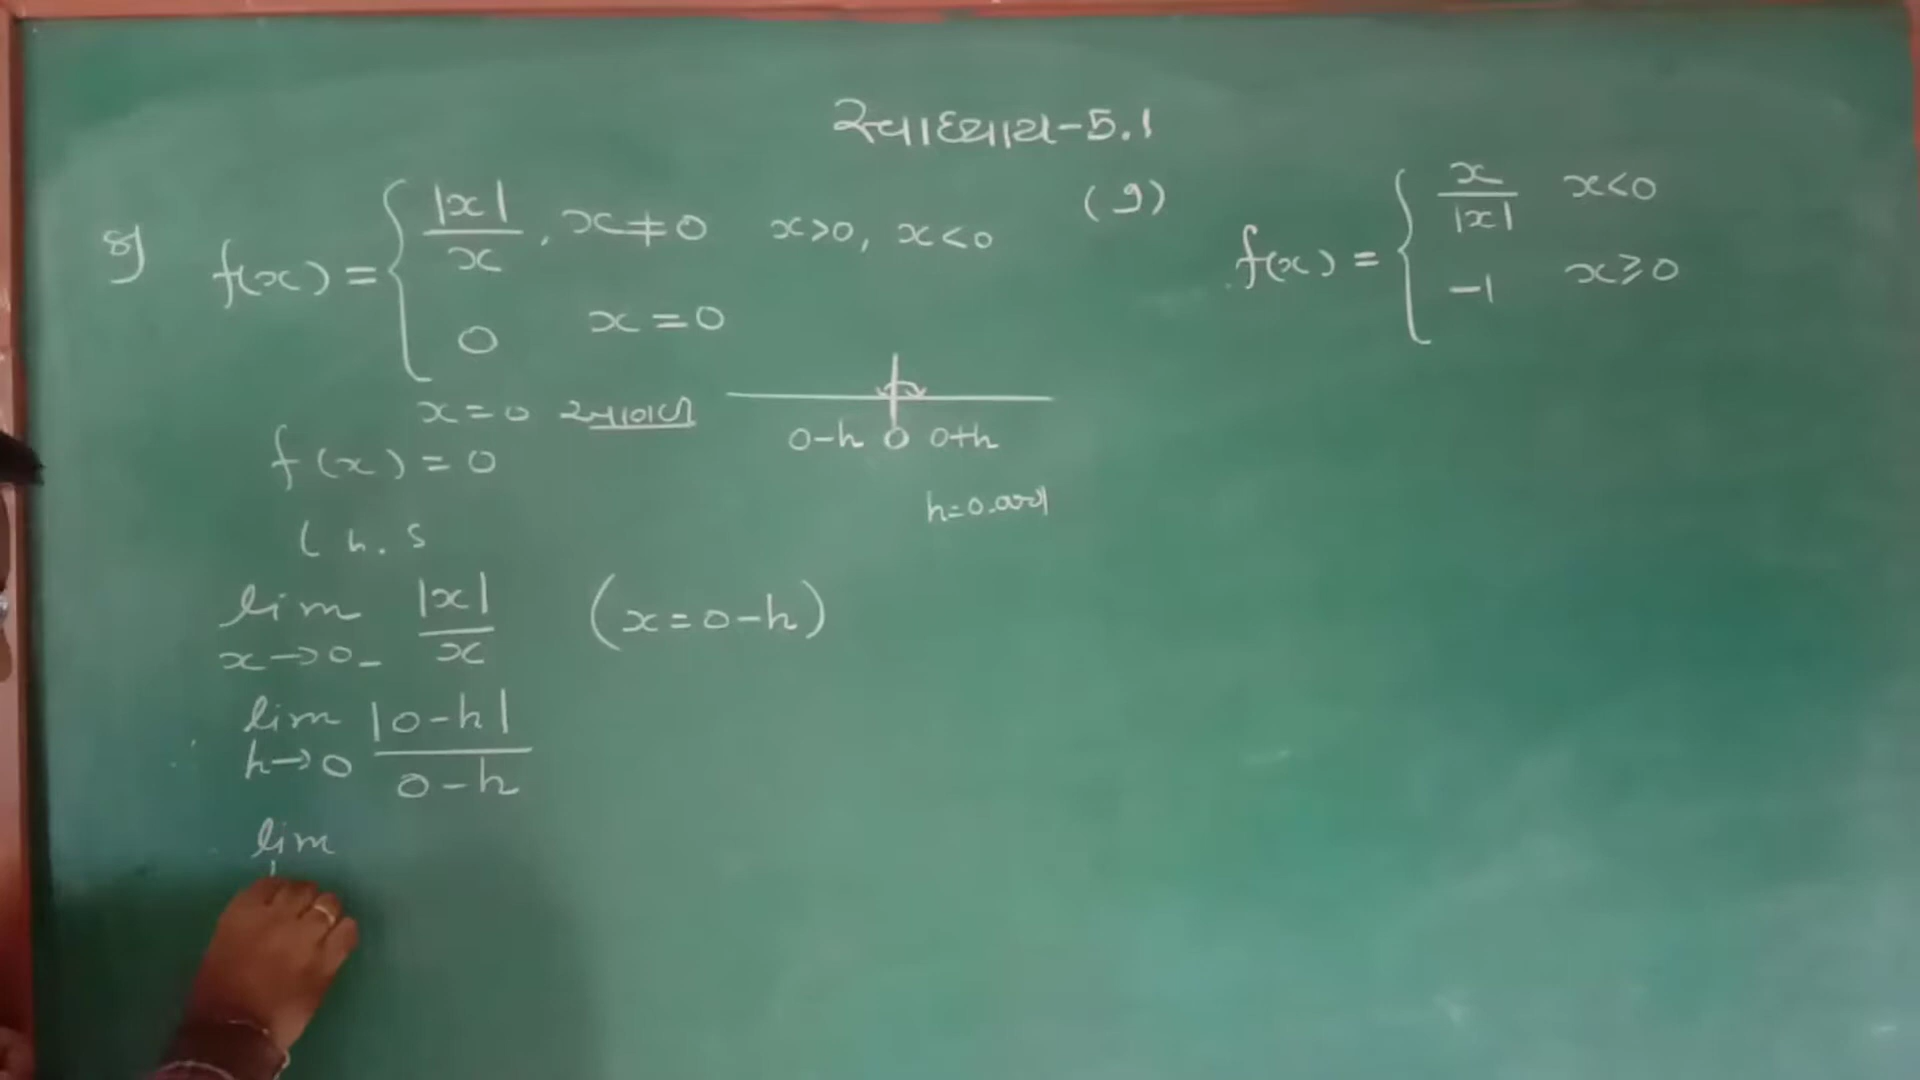 સ્વાધ્યાય-5.1
8) f(x) = { |x|/x , x≠0 x>0, x<0
0 x=0
x=0 આગળ
f(x) = 0
0-h 0 0+h
h=0.001
L h. S
lim x→0- |x|/x (x=0-h)
lim h→0 |0-h|/0-h
lim
(9) f(x) = { x/|x| x<0
-1 x≥0